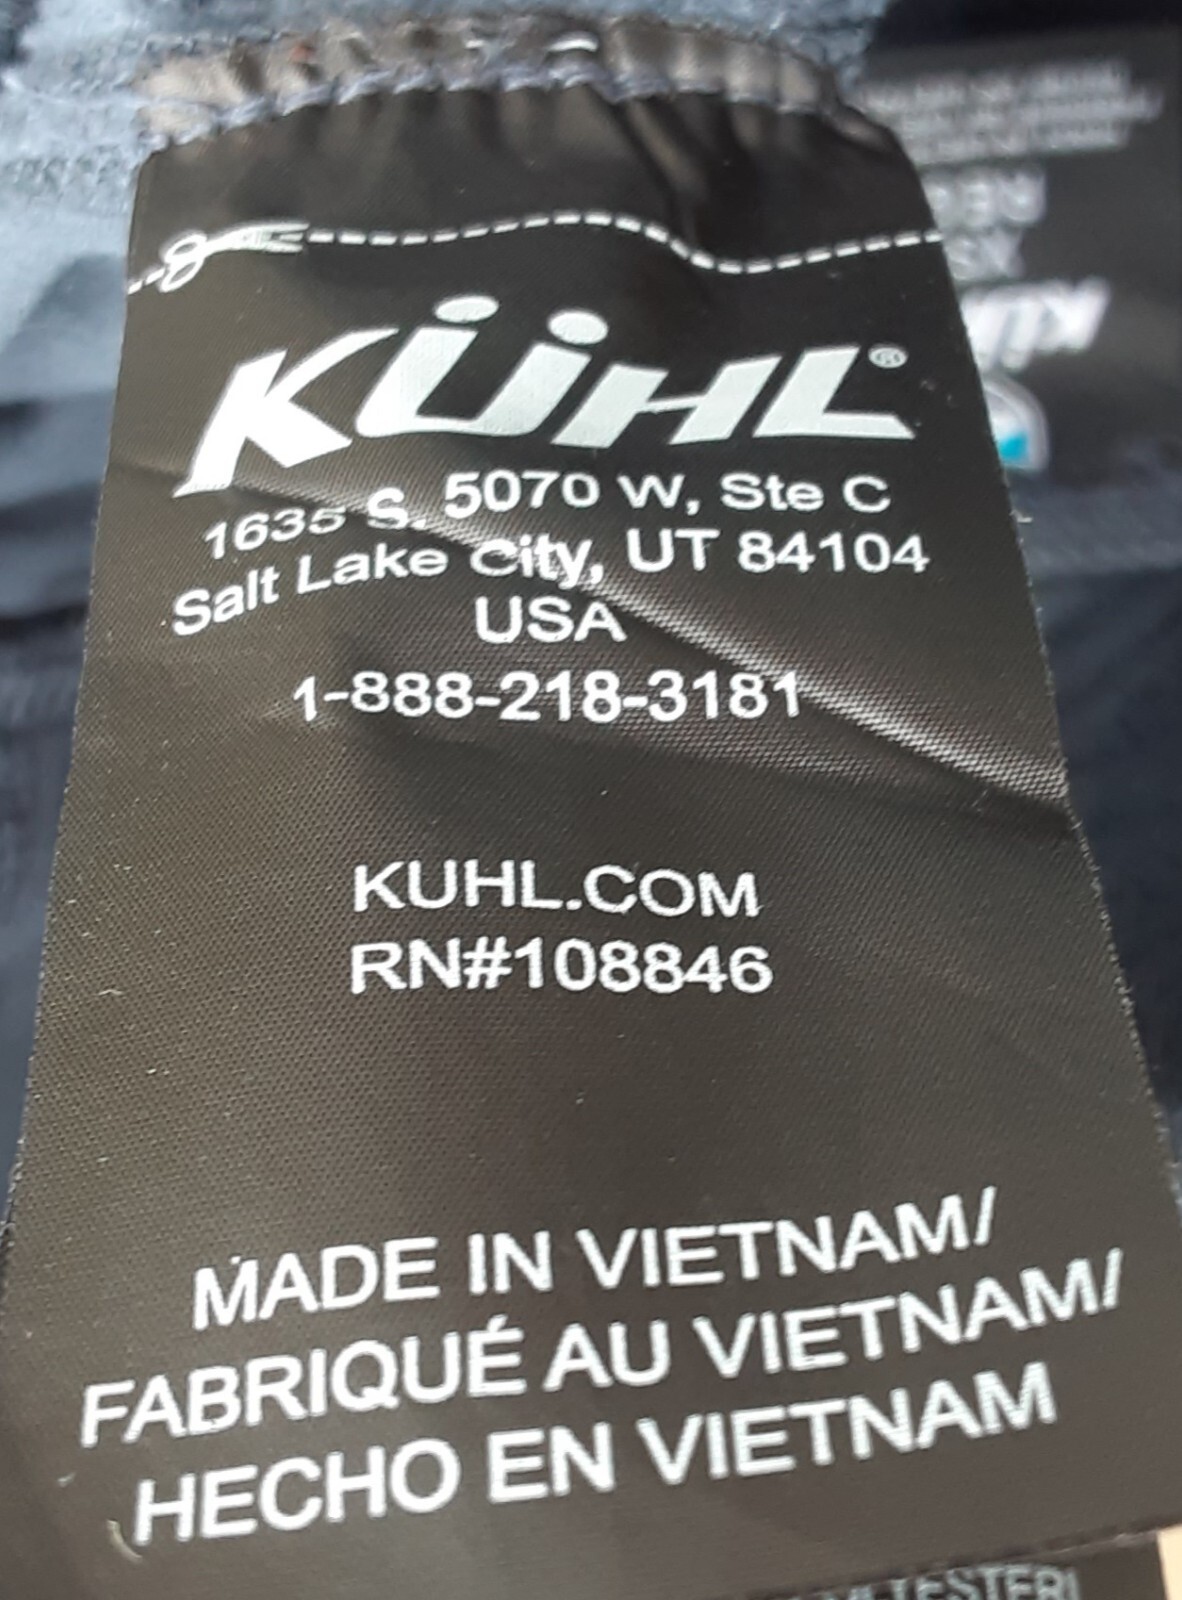 KÜHL®
1635 S. 5070 W, Ste C
Salt Lake City, UT 84104
USA
1-888-218-3181
KUHL.COM
RN#108846
MADE IN VIETNAM/
FABRIQUÉ AU VIETNAM/
HECHO EN VIETNAM